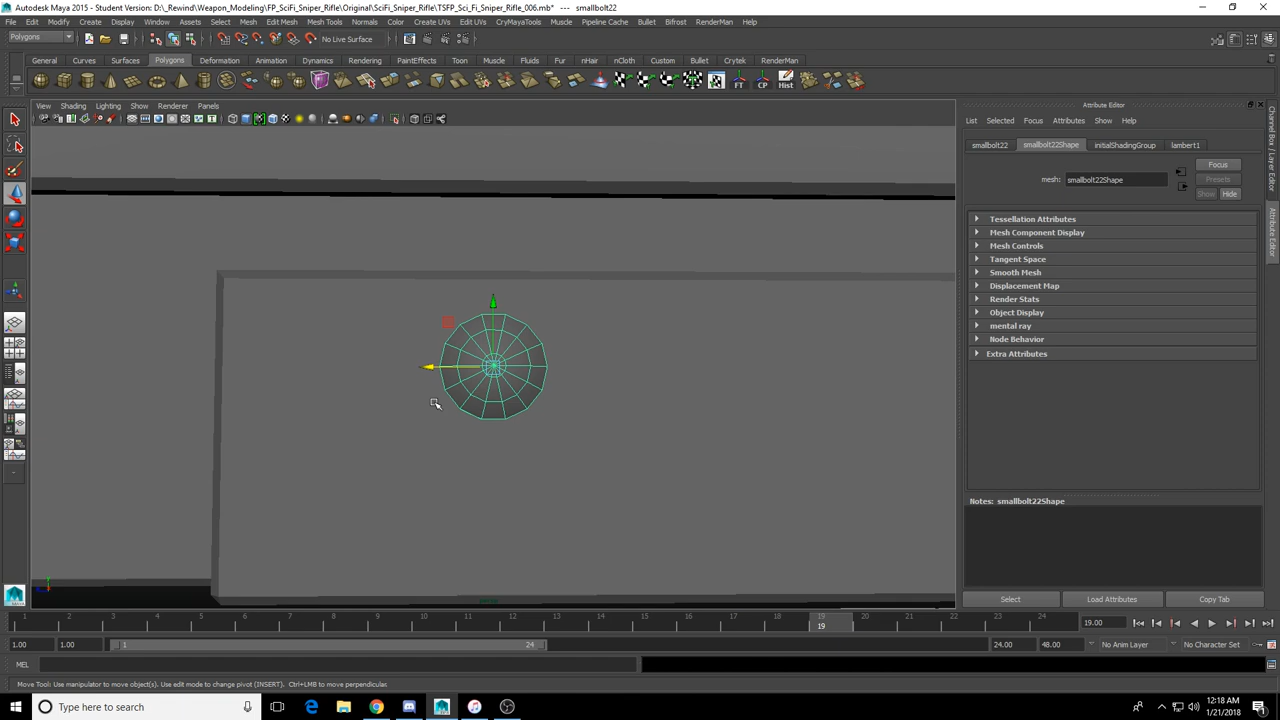 Autodesk Maya 2015 - Student Version: D:\_Rewind\Weapon_Modeling\FP_SciFi_Sniper_Rifle\Original\SciFi_Sniper_Rifle\TSFP_Sci_Fi_Sniper_Rifle_006.mb*   ---   smallbolt22
File Edit Modify Create Display Window Assets Select Mesh Edit Mesh Mesh Tools Normals Color Create UVs Edit UVs CryMayaTools Muscle Pipeline Cache Bullet Bifrost RenderMan Help
Polygons No Live Surface
General Curves Surfaces Polygons Deformation Animation Dynamics Rendering PaintEffects Toon Muscle Fluids Fur nHair nCloth Custom Bullet Crytek RenderMan
FT CP Hist
View Shading Lighting Show Renderer Panels
Attribute Editor
List Selected Focus Attributes Show Help
smallbolt22 smallbolt22Shape initialShadingGroup lambert1
Focus
mesh: smallbolt22Shape Presets
Show Hide
Tessellation Attributes
Mesh Component Display
Mesh Controls
Tangent Space
Smooth Mesh
Displacement Map
Render Stats
Object Display
mental ray
Node Behavior
Extra Attributes
Notes: smallbolt22Shape
Select Load Attributes Copy Tab
Channel Box / Layer Editor
Attribute Editor
persp
1 2 3 4 5 6 7 8 9 10 11 12 13 14 15 16 17 18 19 20 21 22 23 24
19 19.00
1.00 1.00 1 24 24.00 48.00 No Anim Layer No Character Set
MEL
Move Tool: Use manipulator to move object(s). Use edit mode to change pivot (INSERT). Ctrl+LMB to move perpendicular.
Type here to search
12:18 AM
1/21/2018